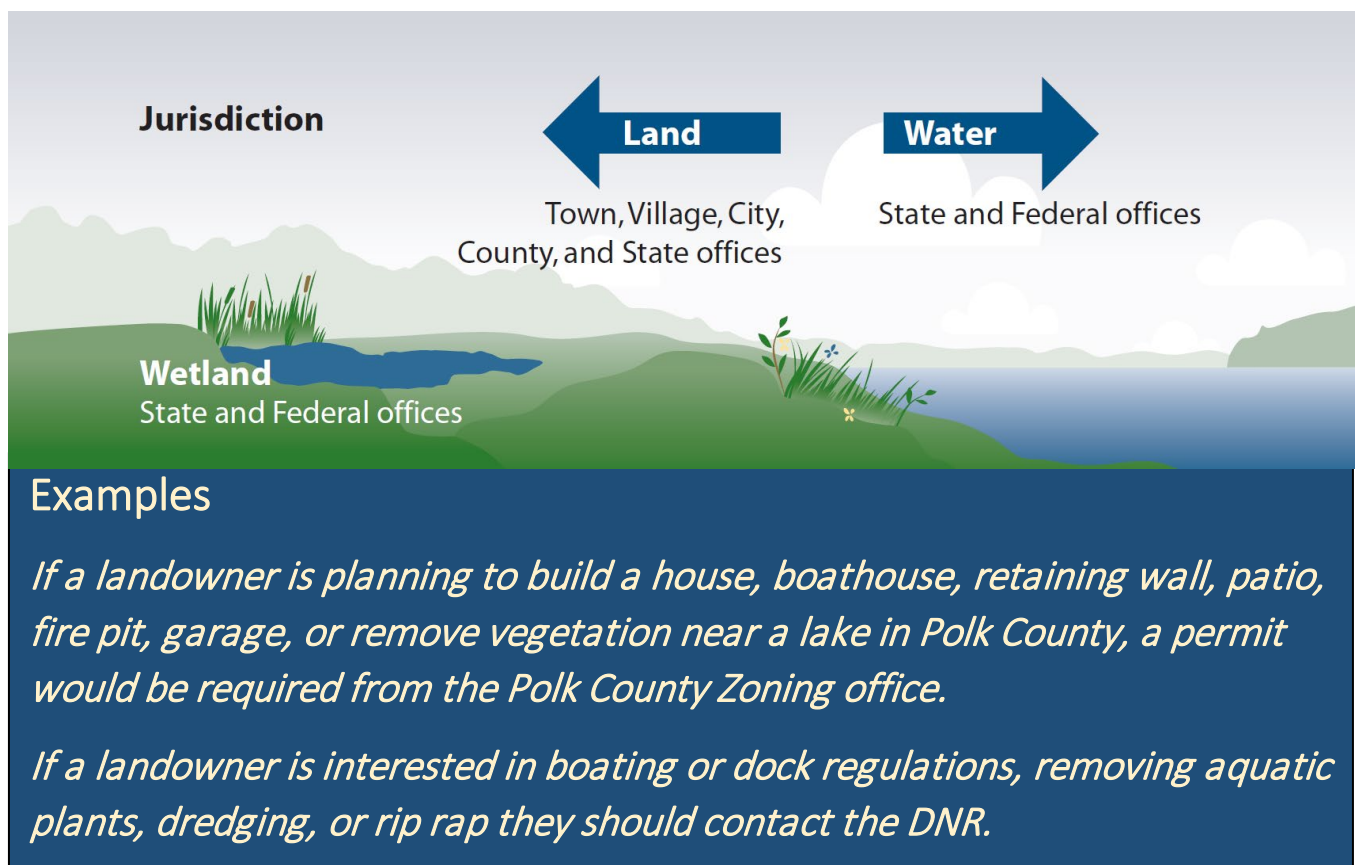 Jurisdiction
Land
Water
Town, Village, City,
County, and State offices
State and Federal offices
Wetland
State and Federal offices
Examples
If a landowner is planning to build a house, boathouse, retaining wall, patio,
fire pit, garage, or remove vegetation near a lake in Polk County, a permit
would be required from the Polk County Zoning office.
If a landowner is interested in boating or dock regulations, removing aquatic
plants, dredging, or rip rap they should contact the DNR.